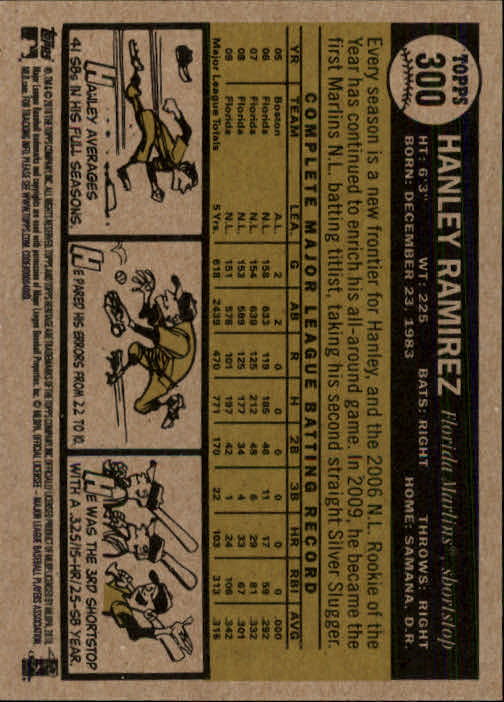 TOPPS
300
HANLEY RAMIREZ Florida Marlins®, shortstop
HT: 6'3" WT: 225 BATS: RIGHT THROWS: RIGHT
BORN: DECEMBER 23, 1983 HOME: SAMANA, D.R.
Every season is a new frontier for Hanley, and the 2006 N.L. Rookie of the
Year has continued to enrich his all-around game. In 2009, he became the
first Marlins N.L. batting titlist, taking his second straight Silver Slugger.
COMPLETE MAJOR LEAGUE BATTING RECORD
YR TEAM LEA. G AB R H 2B 3B HR RBI AVG
05 Boston A.L. 2 2 0 0 0 0 0 0 .000
06 Florida N.L. 158 633 119 185 46 11 17 59 .292
07 Florida N.L. 154 639 125 212 48 6 29 81 .332
08 Florida N.L. 153 589 125 177 34 4 33 67 .301
09 Florida N.L. 151 576 101 197 42 1 24 106 .342
Major League Totals 5 Yrs. 618 2439 470 771 170 22 103 313 .316
HANLEY AVERAGES
41 SBs IN HIS FULL SEASONS.
HE PARED HIS ERRORS FROM 22 TO 10.
HE WAS THE 3RD SHORTSTOP
WITH A .325/15-HR/25-SB YEAR.